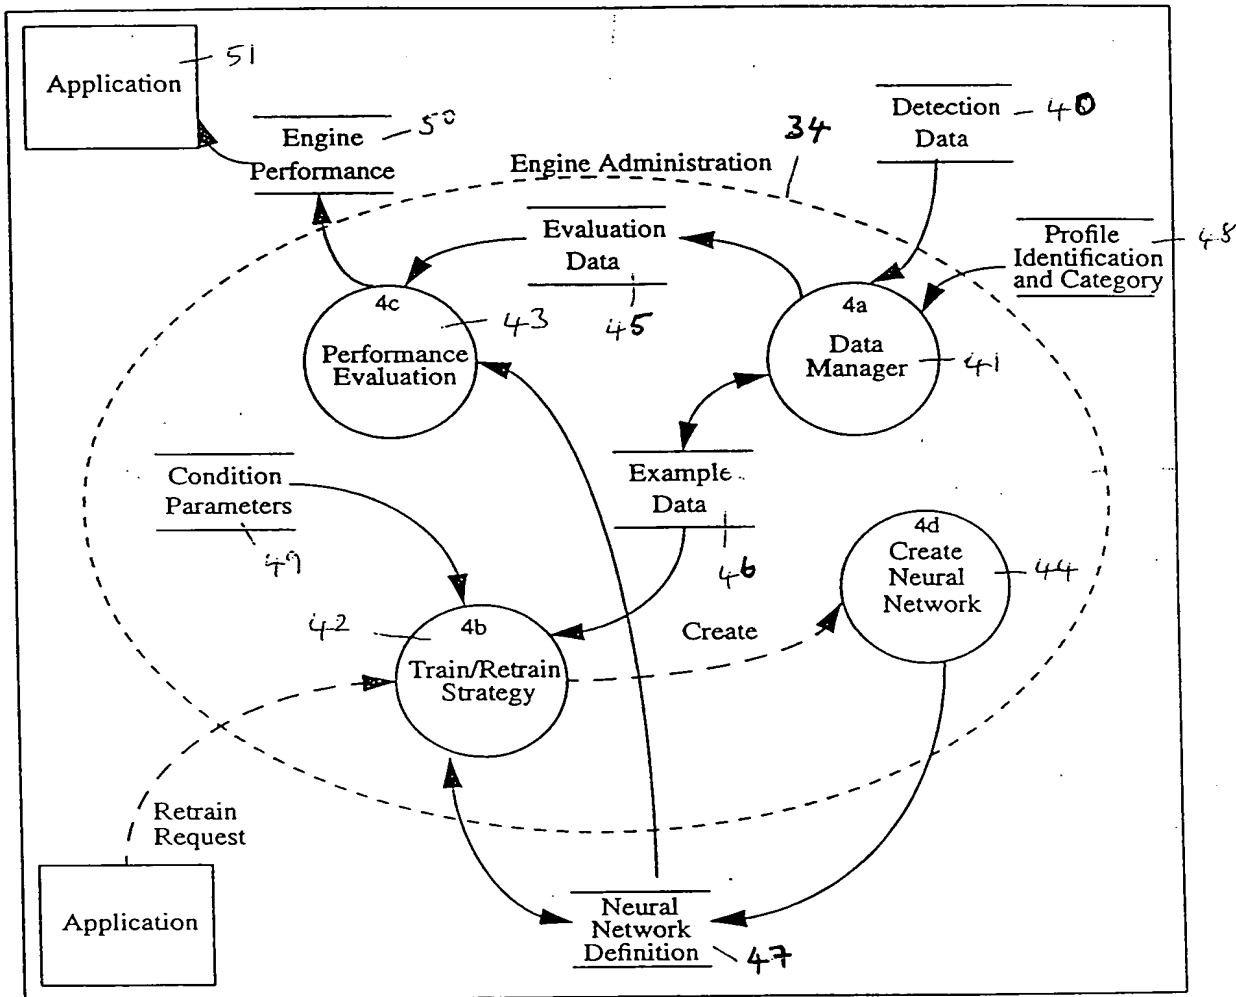 51
Application
50
Engine
Performance
34
Engine Administration
Detection
Data
40
Evaluation
Data
45
Profile
Identification
and Category
48
4c
43
Performance
Evaluation
4a
Data
Manager
41
Condition
Parameters
49
Example
Data
46
4d
Create
Neural
Network
44
42
4b
Train/Retrain
Strategy
Create
Retrain
Request
Application
Neural
Network
Definition
47